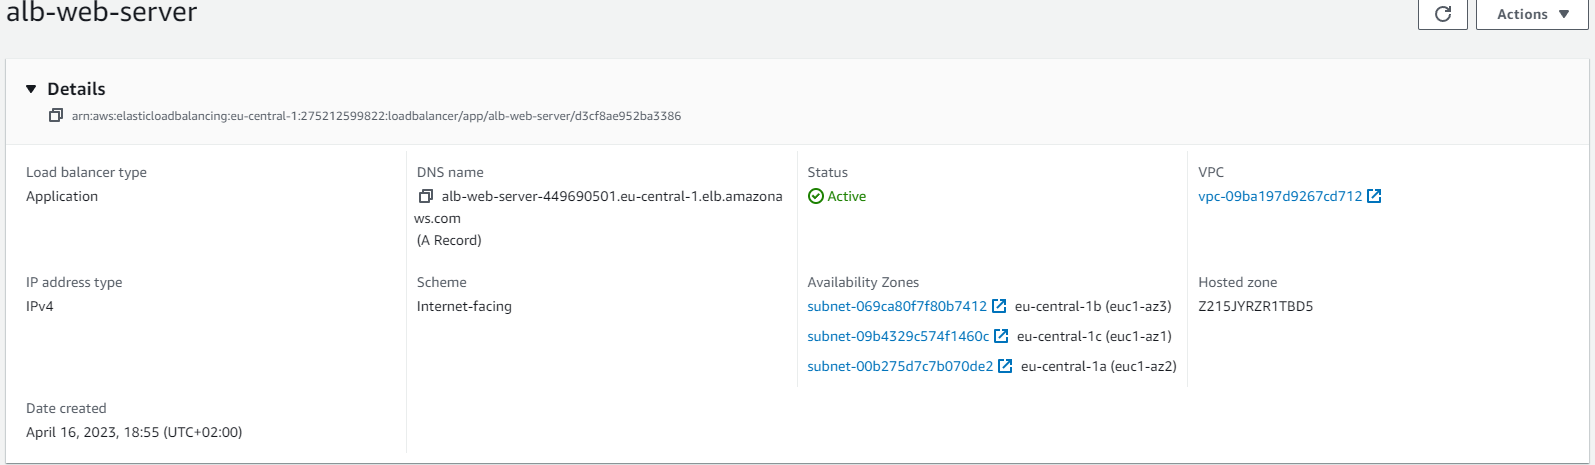 alb-web-server
Actions
Details
arn:aws:elasticloadbalancing:eu-central-1:275212599822:loadbalancer/app/alb-web-server/d3cf8ae952ba3386
Load balancer type
Application
DNS name
alb-web-server-449690501.eu-central-1.elb.amazona
ws.com
(A Record)
Status
Active
VPC
vpc-09ba197d9267cd712
IP address type
IPv4
Scheme
Internet-facing
Availability Zones
subnet-069ca80f7f80b7412 eu-central-1b (euc1-az3)
subnet-09b4329c574f1460c eu-central-1c (euc1-az1)
subnet-00b275d7c7b070de2 eu-central-1a (euc1-az2)
Hosted zone
Z215JYRZR1TBD5
Date created
April 16, 2023, 18:55 (UTC+02:00)